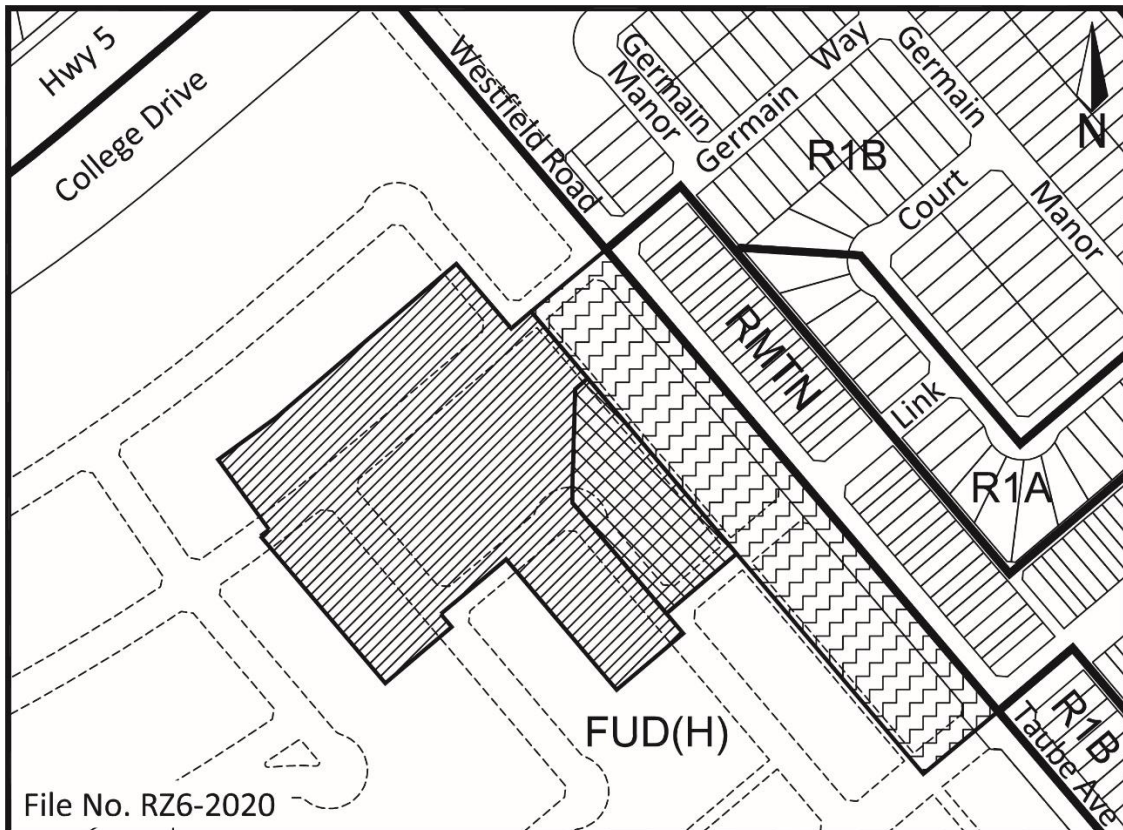 Hwy 5
College Drive
Westfield Road
Germain
Manor
Germain Way
Germain
Manor
N
R1B
Court
RMTN
Link
R1A
FUD(H)
R1B
Taube Ave
File No. RZ6-2020